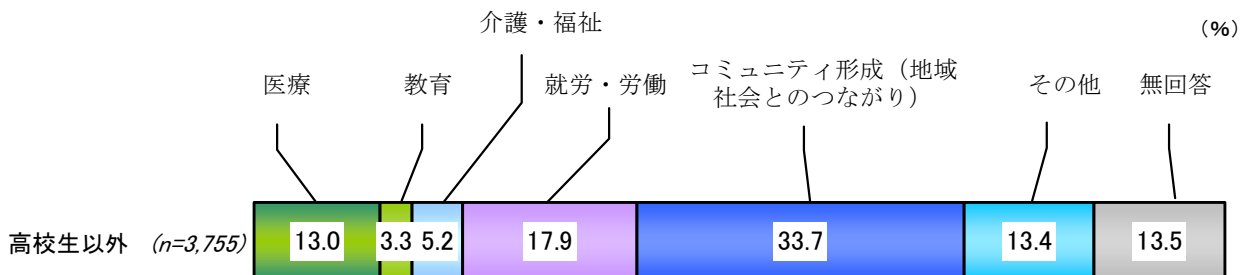 介護・福祉
(%)
医療
教育
就労・労働
コミュニティ形成（地域
社会とのつながり）
その他
無回答
高校生以外 (n=3,755) 13.0 3.3 5.2 17.9 33.7 13.4 13.5